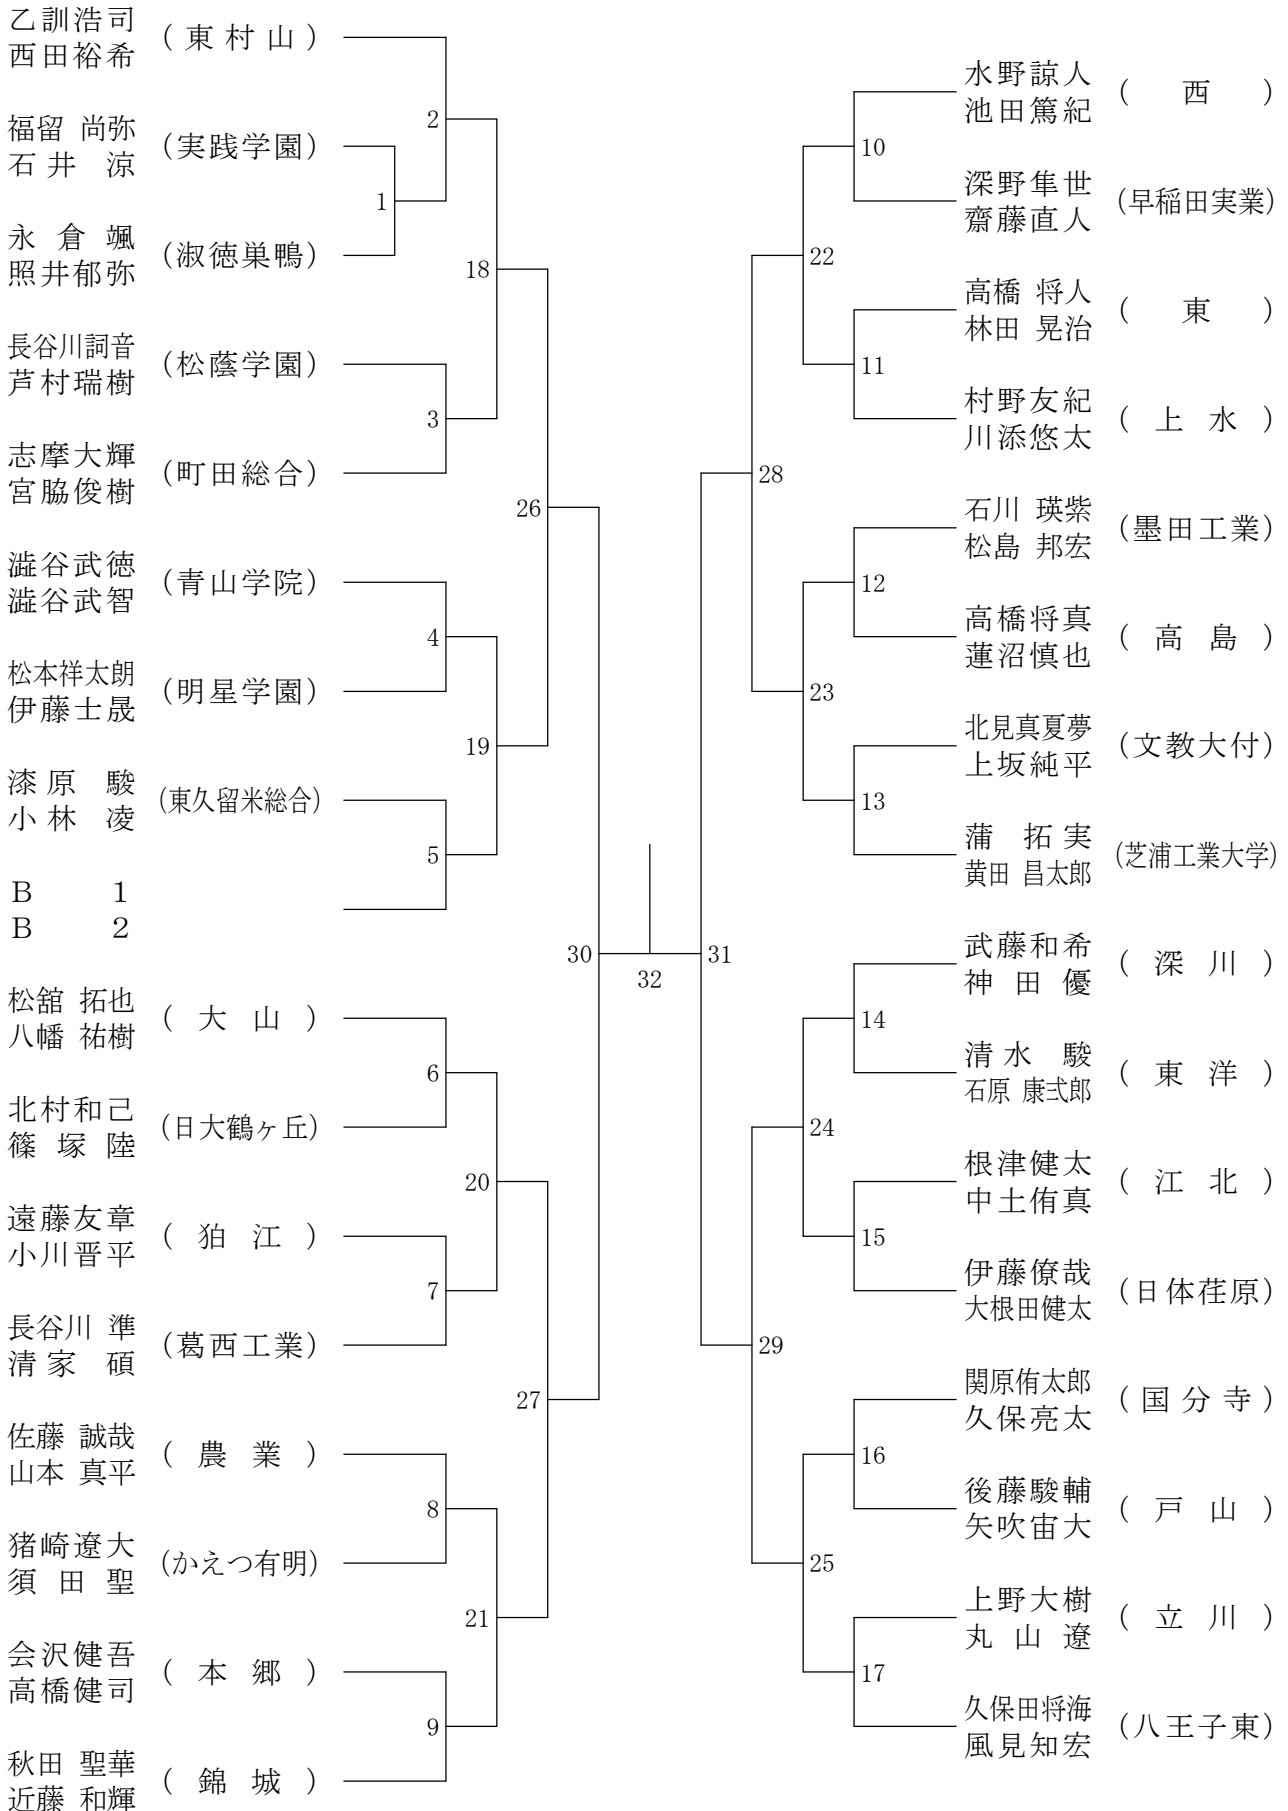 乙訓浩司
西田裕希
(東村山)
福留 尚弥
石井 涼
(実践学園)
永倉 颯
照井郁弥
(淑徳巣鴨)
長谷川詞音
芦村瑞樹
(松蔭学園)
志摩大輝
宮脇俊樹
(町田総合)
澁谷武徳
澁谷武智
(青山学院)
松本祥太朗
伊藤士晟
(明星学園)
漆原 駿
小林 凌
(東久留米総合)
B 1
B 2
松舘 拓也
八幡 祐樹
(大山)
北村和己
篠塚陸
(日大鶴ヶ丘)
遠藤友章
小川晋平
(狛江)
長谷川 準
清家 碩
(葛西工業)
佐藤 誠哉
山本 真平
(農業)
猪崎遼大
須田聖
(かえつ有明)
会沢健吾
高橋健司
(本郷)
秋田 聖華
近藤 和輝
(錦城)
1
2
3
4
5
6
7
8
9
18
19
20
21
26
27
30
32
31
28
29
22
23
24
25
10
11
12
13
14
15
16
17
水野諒人
池田篤紀
(西)
深野隼世
齋藤直人
(早稲田実業)
高橋 将人
林田 晃治
(東)
村野友紀
川添悠太
(上水)
石川 瑛紫
松島 邦宏
(墨田工業)
高橋将真
蓮沼慎也
(高島)
北見真夏夢
上坂純平
(文教大付)
蒲 拓実
黄田 昌太郎
(芝浦工業大学)
武藤和希
神田優
(深川)
清水 駿
石原 康弍郎
(東洋)
根津健太
中土侑真
(江北)
伊藤僚哉
大根田健太
(日体荏原)
関原侑太郎
久保亮太
(国分寺)
後藤駿輔
矢吹宙大
(戸山)
上野大樹
丸山遼
(立川)
久保田将海
風見知宏
(八王子東)